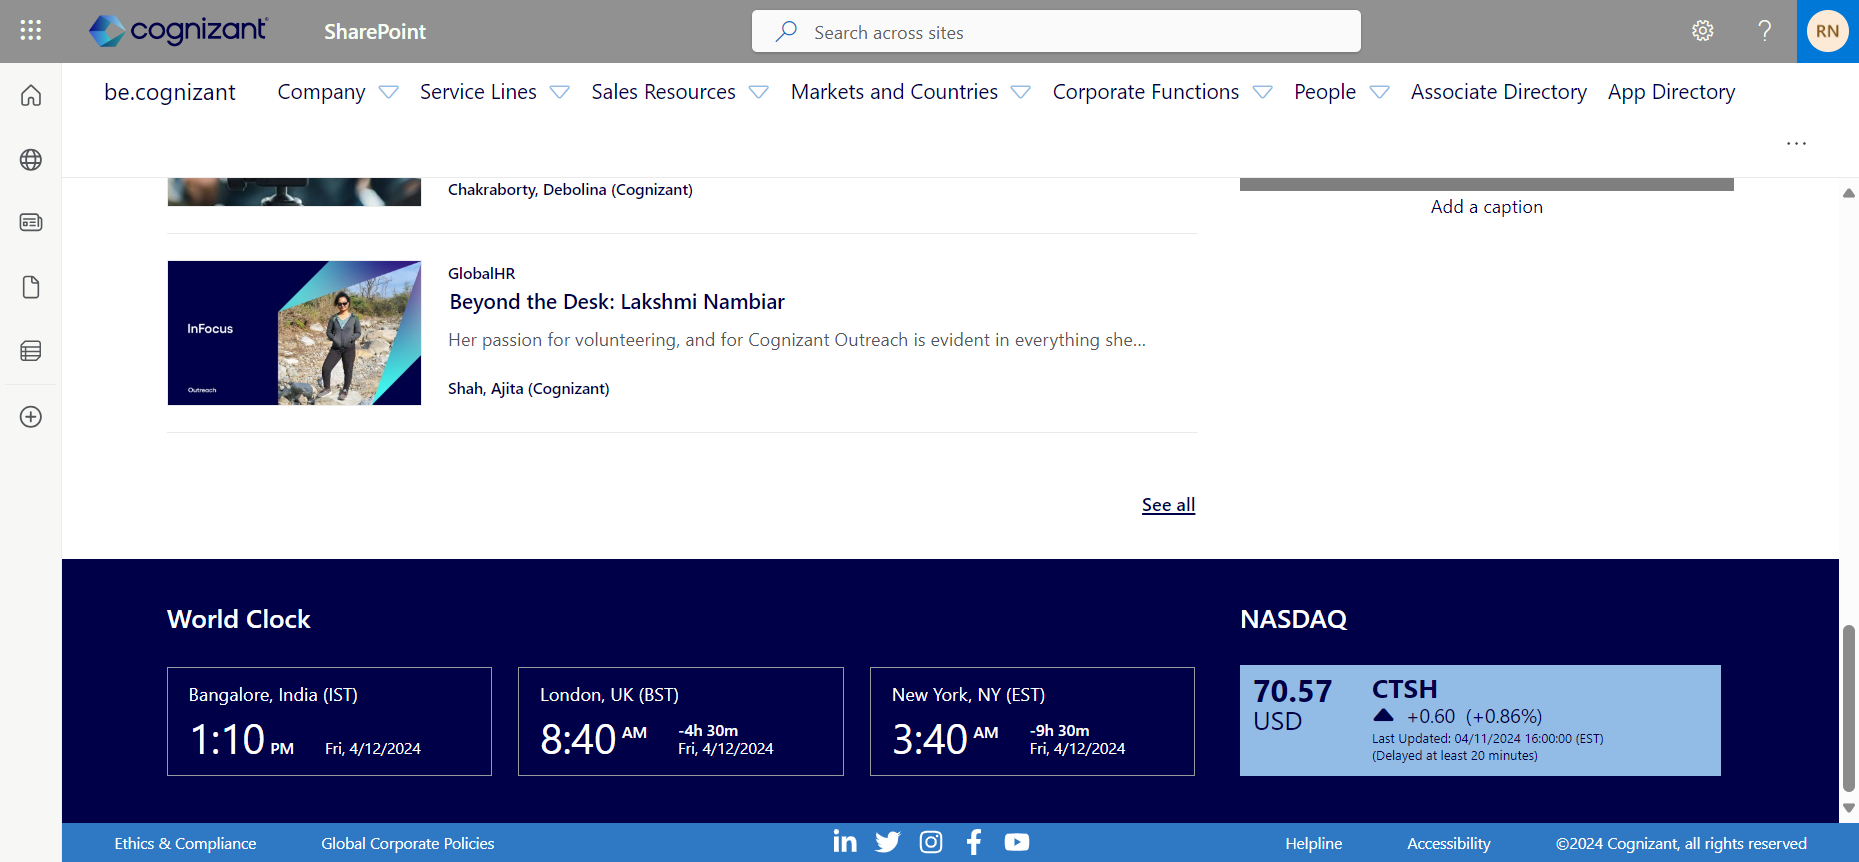 cognizant
SharePoint
Search across sites
RN
be.cognizant
Company
Service Lines
Sales Resources
Markets and Countries
Corporate Functions
People
Associate Directory
App Directory
...
Chakraborty, Debolina (Cognizant)
Add a caption
InFocus
Outreach
GlobalHR
Beyond the Desk: Lakshmi Nambiar
Her passion for volunteering, and for Cognizant Outreach is evident in everything she...
Shah, Ajita (Cognizant)
See all
World Clock
Bangalore, India (IST)
1:10 PM Fri, 4/12/2024
London, UK (BST)
8:40 AM -4h 30m
Fri, 4/12/2024
New York, NY (EST)
3:40 AM -9h 30m
Fri, 4/12/2024
NASDAQ
70.57
USD
CTSH
+0.60 (+0.86%)
Last Updated: 04/11/2024 16:00:00 (EST)
(Delayed at least 20 minutes)
Ethics & Compliance
Global Corporate Policies
Helpline
Accessibility
©2024 Cognizant, all rights reserved